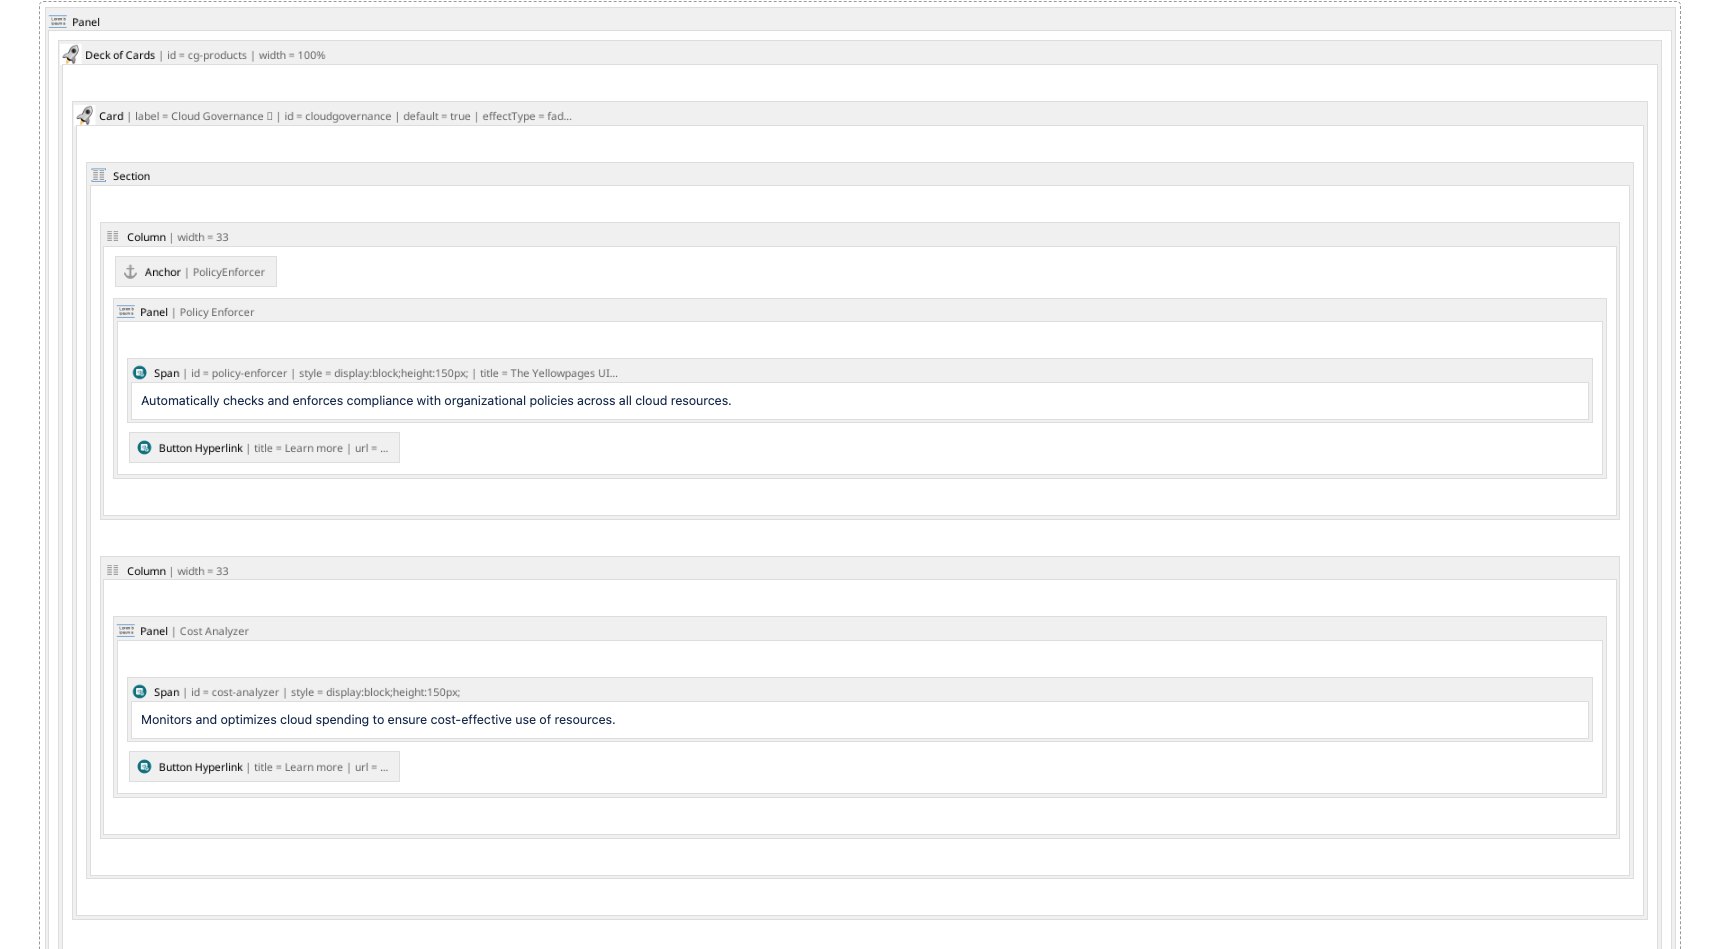 Panel
Deck of Cards | id = cg-products | width = 100%
Card | label = Cloud Governance ▯ | id = cloudgovernance | default = true | effectType = fad...
Section
Column | width = 33
Anchor | PolicyEnforcer
Panel | Policy Enforcer
Span | id = policy-enforcer | style = display:block;height:150px; | title = The Yellowpages UI...
Automatically checks and enforces compliance with organizational policies across all cloud resources.
Button Hyperlink | title = Learn more | url = ...
Column | width = 33
Panel | Cost Analyzer
Span | id = cost-analyzer | style = display:block;height:150px;
Monitors and optimizes cloud spending to ensure cost-effective use of resources.
Button Hyperlink | title = Learn more | url = ...